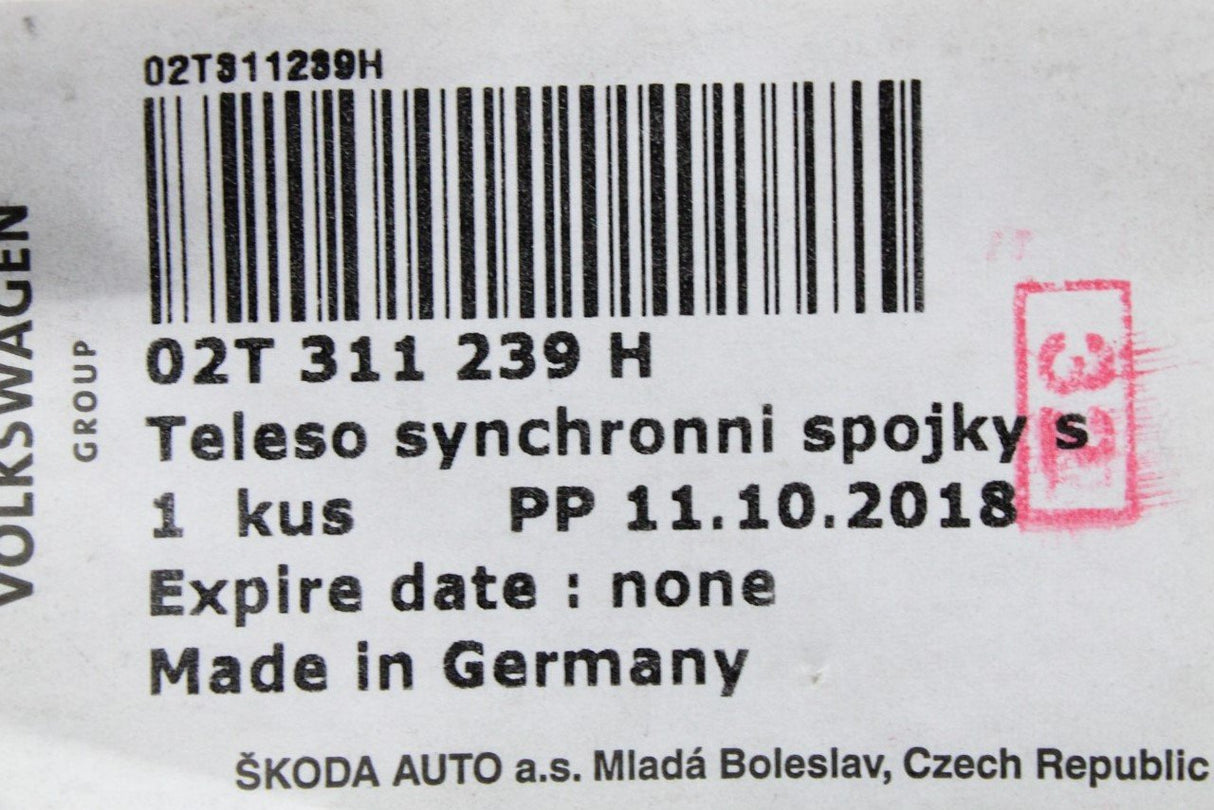 02T311239H
02T 311 239 H
Teleso synchronni spojky s
1 kus PP 11.10.2018
Expire date : none
Made in Germany
ŠKODA AUTO a.s. Mladá Boleslav, Czech Republic
VOLKSWAGEN
GROUP